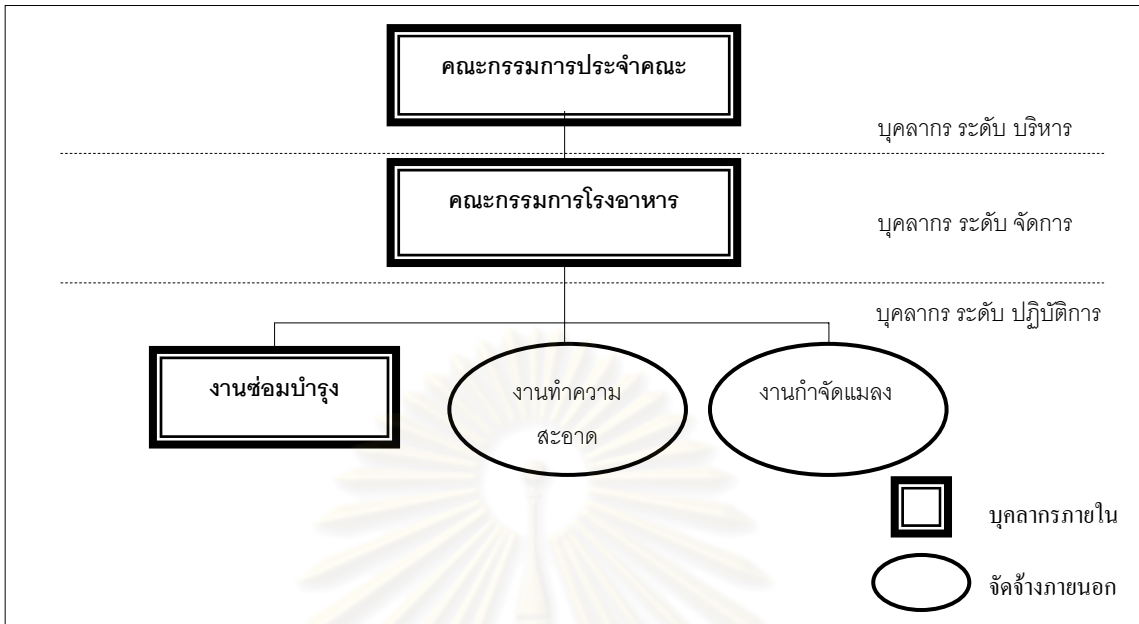 คณะกรรมการประจำคณะ
บุคลากร ระดับ บริหาร
คณะกรรมการโรงอาหาร
บุคลากร ระดับ จัดการ
บุคลากร ระดับ ปฏิบัติการ
งานซ่อมบำรุง
งานทำความ
สะอาด
งานกำจัดแมลง
บุคลากรภายใน
จัดจ้างภายนอก